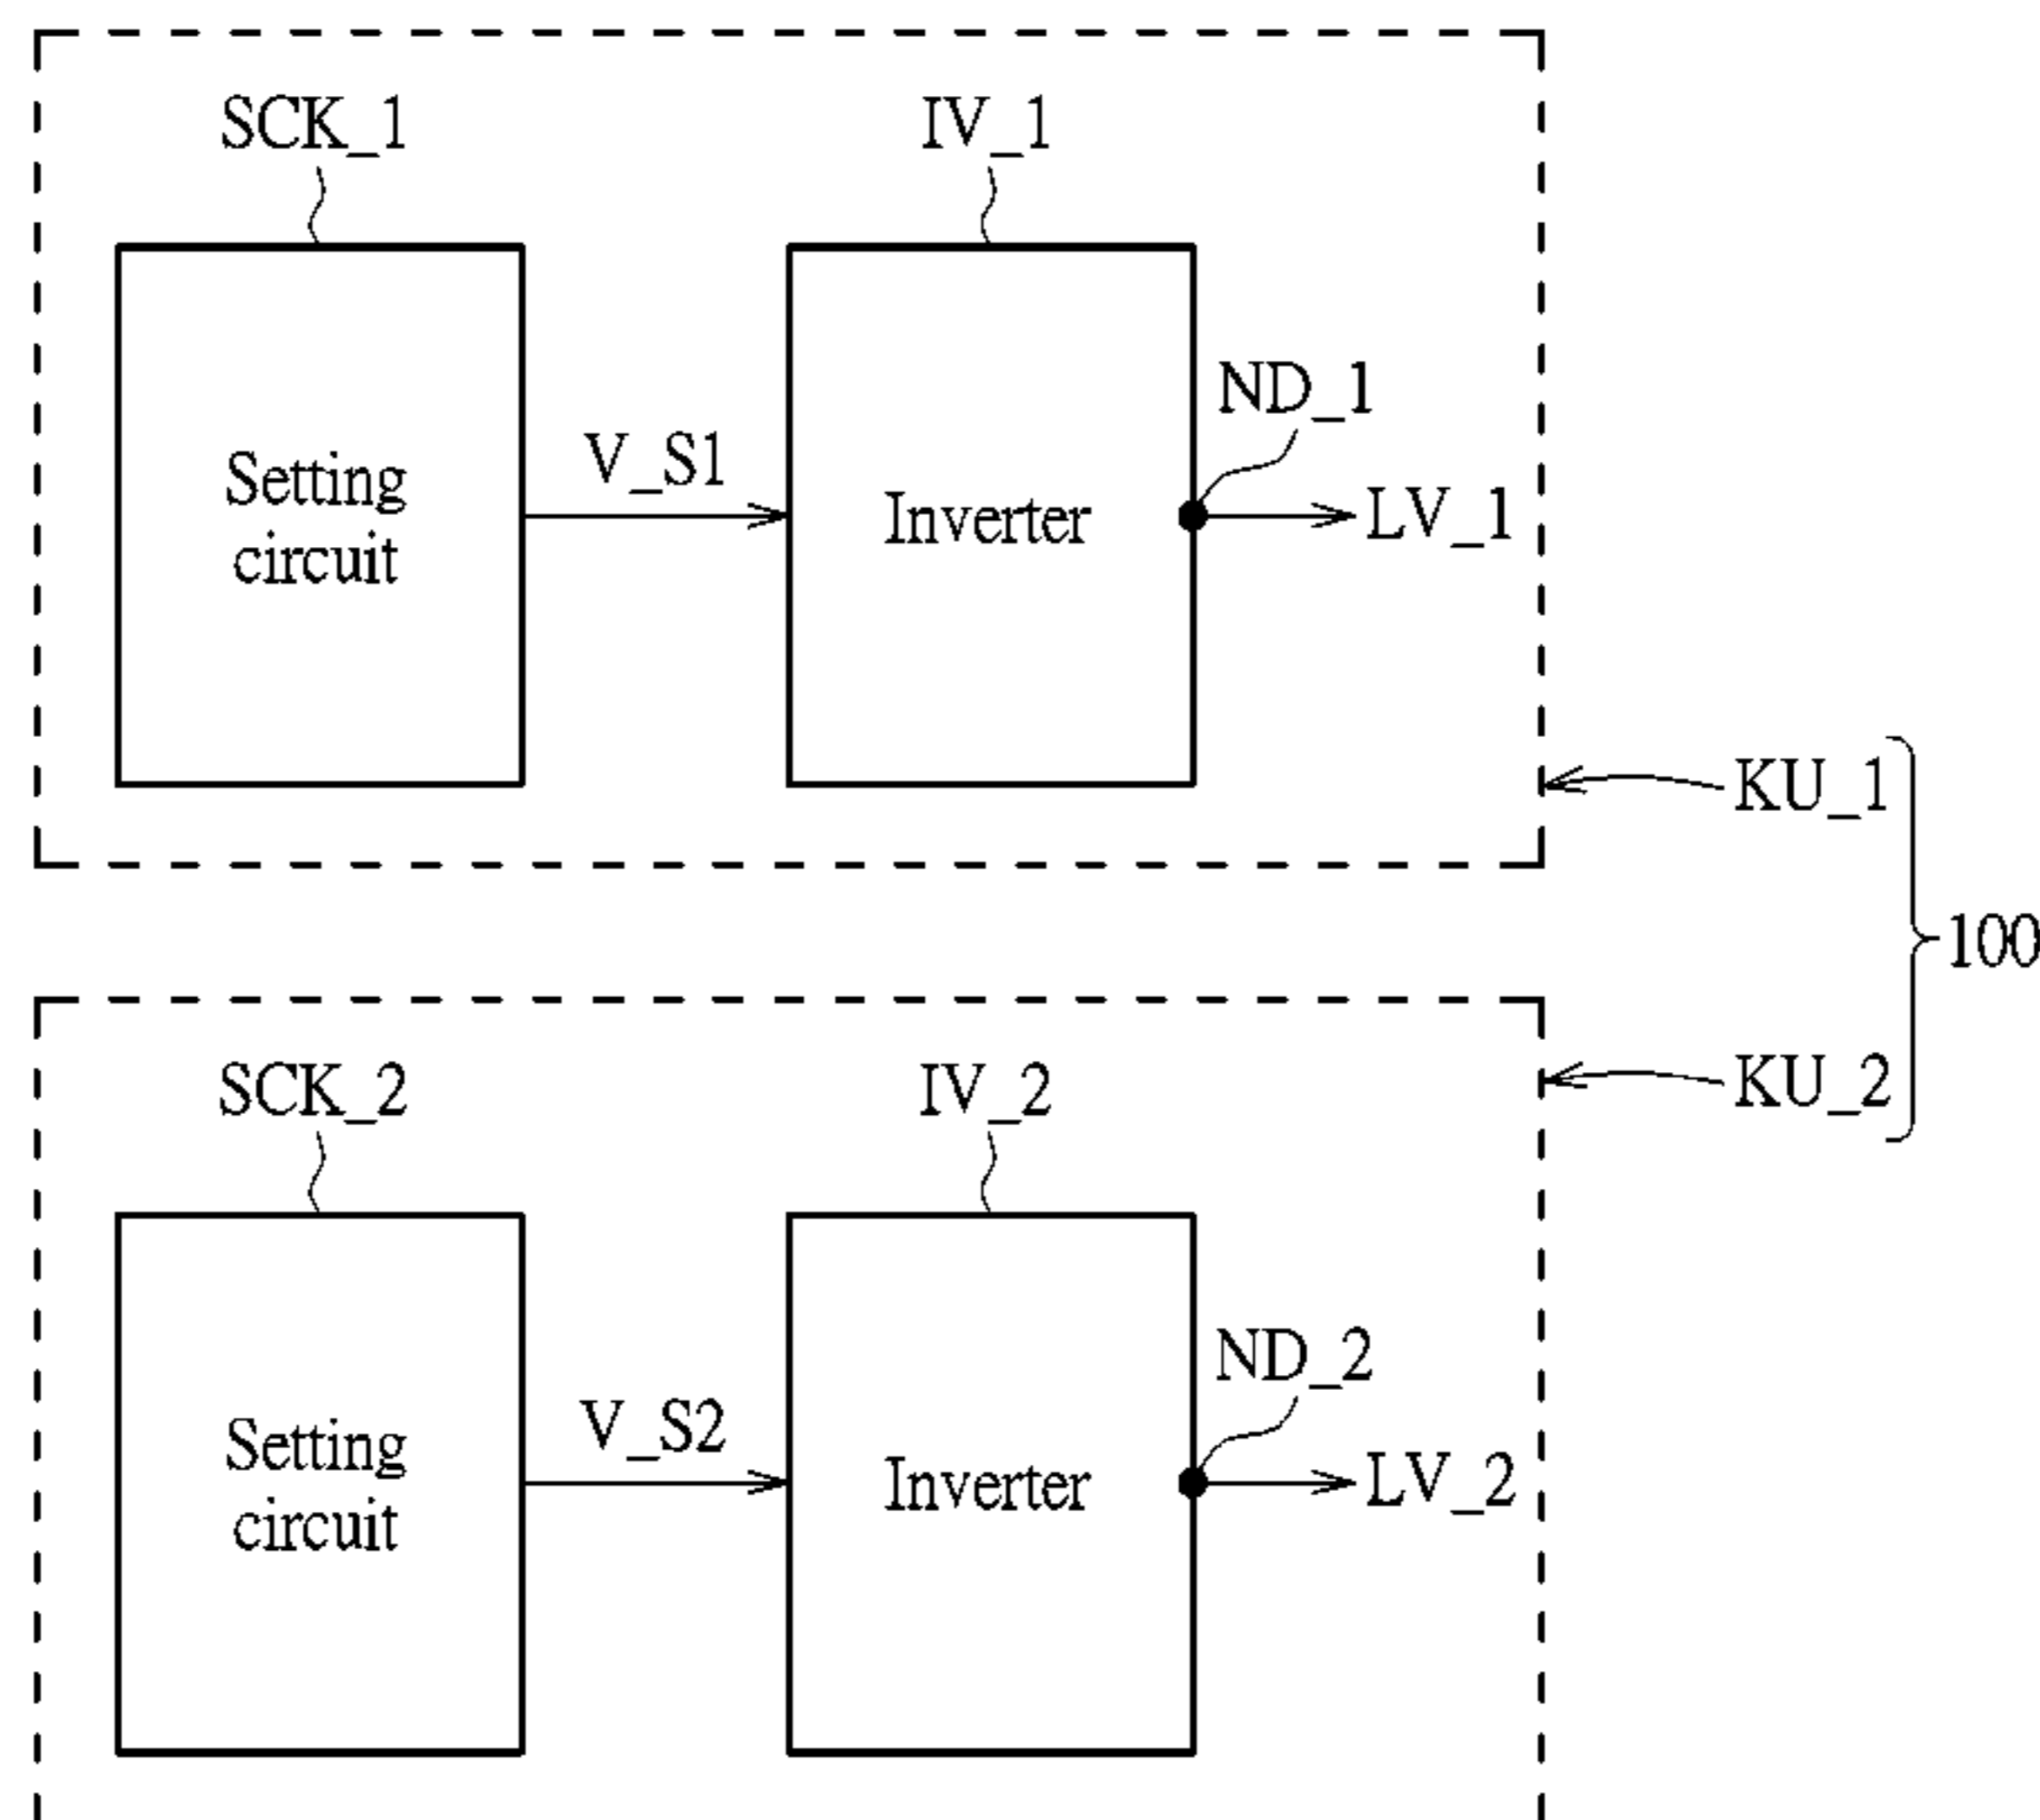 SCK_1
IV_1
Setting
circuit
V_S1
Inverter
ND_1
LV_1
KU_1
100
KU_2
SCK_2
IV_2
Setting
circuit
V_S2
Inverter
ND_2
LV_2